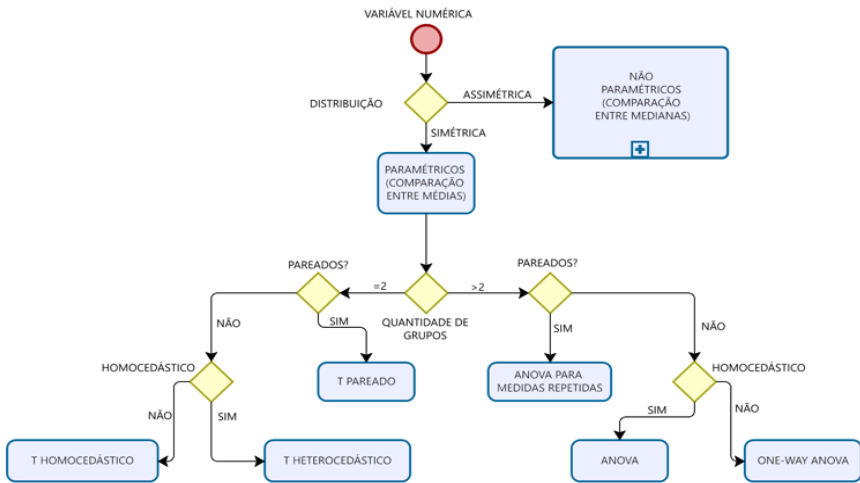 VARIÁVEL NUMÉRICA
DISTRIBUIÇÃO
ASSIMÉTRICA
NÃO
PARAMÉTRICOS
(COMPARAÇÃO
ENTRE MEDIANAS)
SIMÉTRICA
PARAMÉTRICOS
(COMPARAÇÃO
ENTRE MÉDIAS)
PAREADOS?
PAREADOS?
=2
>2
QUANTIDADE DE
GRUPOS
NÃO
SIM
SIM
NÃO
HOMOCEDÁSTICO
T PAREADO
ANOVA PARA
MEDIDAS REPETIDAS
HOMOCEDÁSTICO
NÃO
SIM
SIM
NÃO
T HOMOCEDÁSTICO
T HETEROCEDÁSTICO
ANOVA
ONE-WAY ANOVA